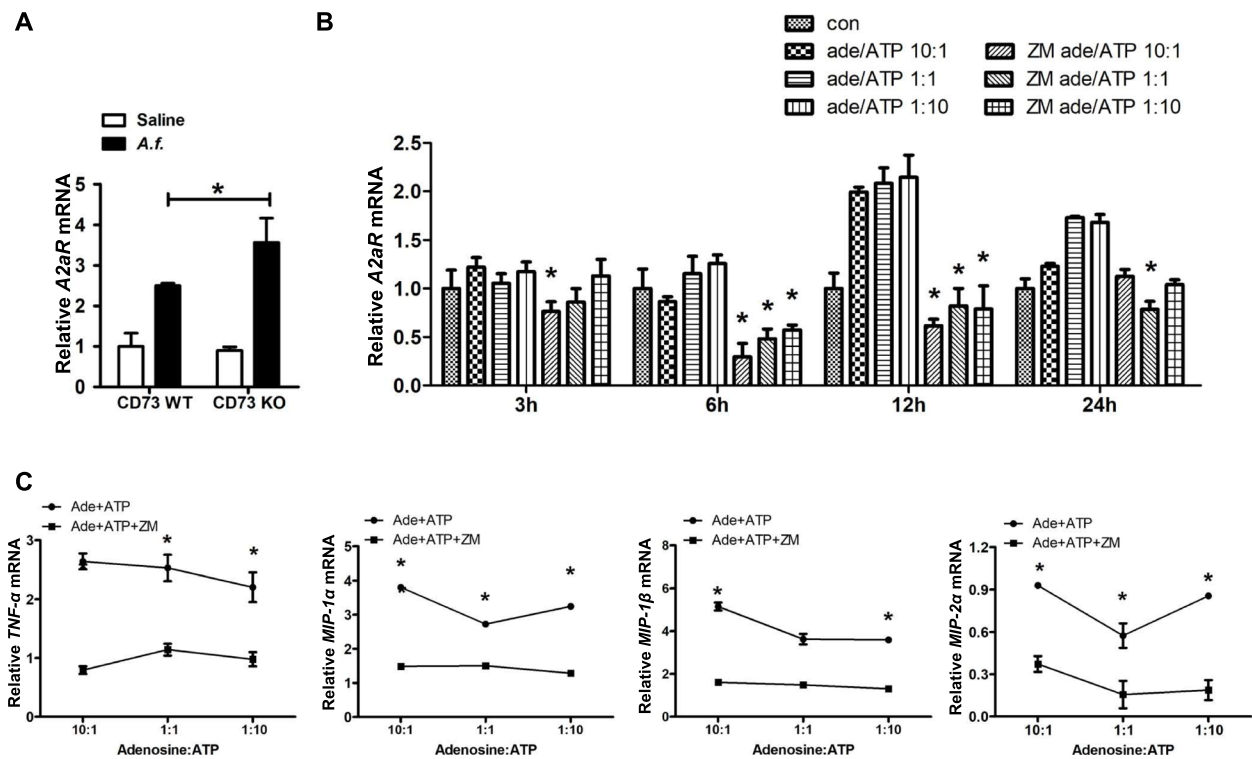 A
Saline
A.f.
Relative A2aR mRNA
5
4
3
2
1
0
*
CD73 WT
CD73 KO
B
con
ade/ATP 10:1
ade/ATP 1:1
ade/ATP 1:10
ZM ade/ATP 10:1
ZM ade/ATP 1:1
ZM ade/ATP 1:10
Relative A2aR mRNA
2.5
2.0
1.5
1.0
0.5
0.0
*
* * *
* * *
*
3h
6h
12h
24h
C
Ade+ATP
Ade+ATP+ZM
Relative TNF-α mRNA
3
2
1
0
* *
10:1
1:1
1:10
Adenosine:ATP
Ade+ATP
Ade+ATP+ZM
Relative MIP-1α mRNA
5
4
3
2
1
0
* * * *
10:1
1:1
1:10
Adenosine:ATP
Ade+ATP
Ade+ATP+ZM
Relative MIP-1β mRNA
8
6
4
2
0
* *
10:1
1:1
1:10
Adenosine:ATP
Ade+ATP
Ade+ATP+ZM
Relative MIP-2α mRNA
1.2
0.9
0.6
0.3
0.0
* * *
10:1
1:1
1:10
Adenosine:ATP